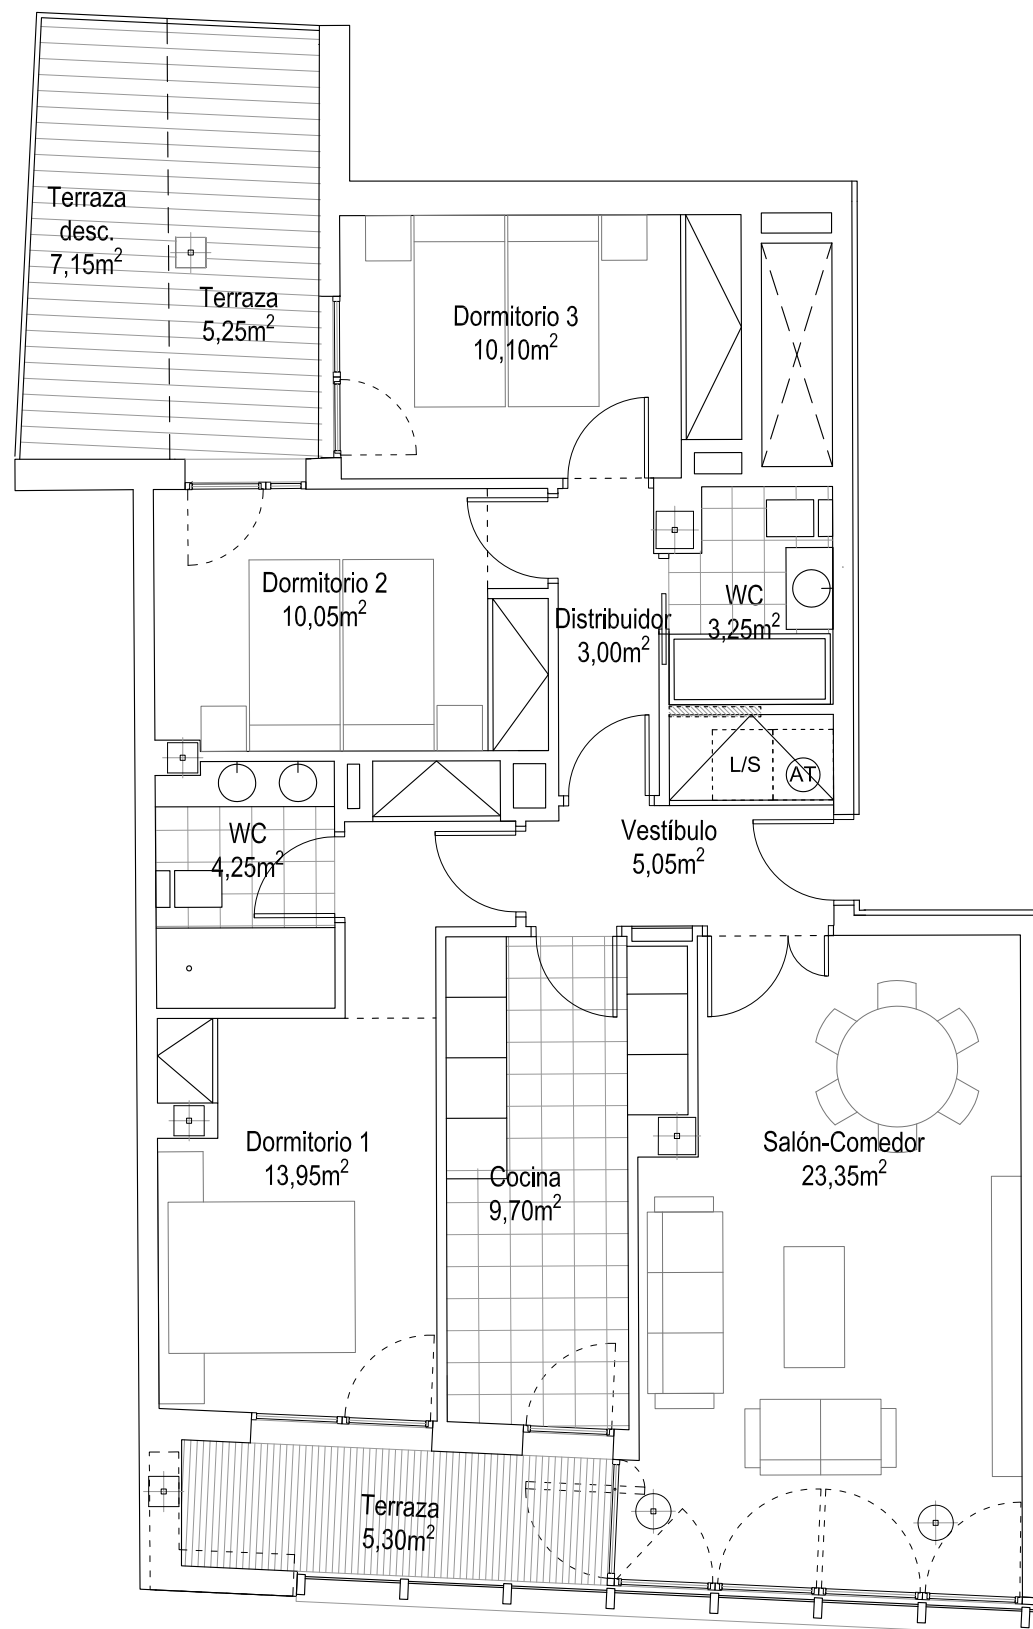 Terraza
desc.
7,15m²
Terraza
5,25m²
Dormitorio 3
10,10m²
Dormitorio 2
10,05m²
Distribuidor
3,00m²
WC
3,25m²
L/S
AT
WC
4,25m²
Vestíbulo
5,05m²
Dormitorio 1
13,95m²
Cocina
9,70m²
Salón-Comedor
23,35m²
Terraza
5,30m²